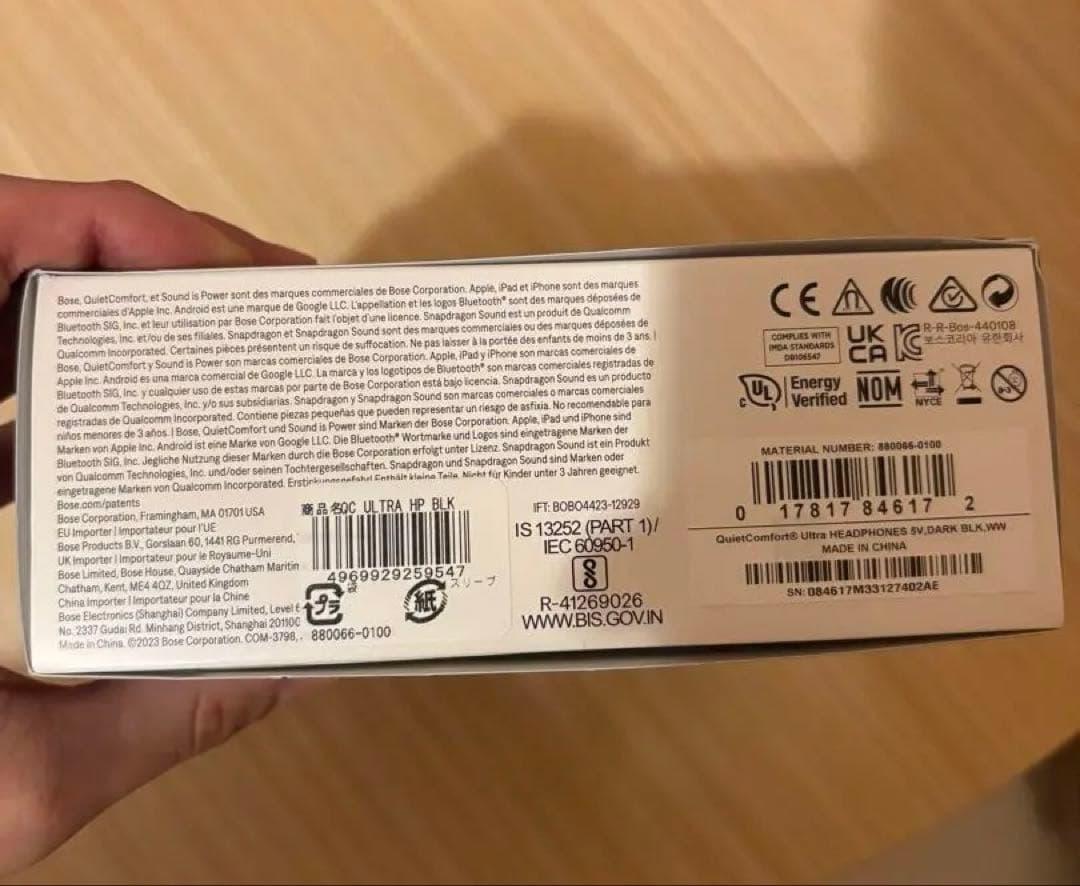 Bose, QuietComfort, et Sound is Power sont des marques commerciales de Bose Corporation. Apple, iPad et iPhone sont des marques
commerciales d'Apple Inc. Android est une marque de Google LLC. L'appellation et les logos Bluetooth® sont des marques déposées de
Bluetooth SIG, Inc. et leur utilisation par Bose Corporation fait l'objet d'une licence. Snapdragon Sound est un produit de Qualcomm
Technologies, Inc. et/ou de ses filiales. Snapdragon et Snapdragon Sound sont des marques commerciales ou des marques déposées de
Qualcomm Incorporated. Certaines pièces présentent un risque de suffocation. Ne pas laisser à la portée des enfants de moins de 3 ans. |
Bose, QuietComfort y Sound is Power son marcas comerciales de Bose Corporation. Apple, iPad y iPhone son marcas comerciales de
Apple Inc. Android es una marca comercial de Google LLC. La marca y los logotipos de Bluetooth® son marcas comerciales registradas de
Bluetooth SIG, Inc. y cualquier uso de estas marcas por parte de Bose Corporation está bajo licencia. Snapdragon Sound es un producto
de Qualcomm Technologies, Inc. y/o sus subsidiarias. Snapdragon y Snapdragon Sound son marcas comerciales o marcas comerciales
registradas de Qualcomm Incorporated. Contiene piezas pequeñas que pueden representar un riesgo de asfixia. No recomendable para
niños menores de 3 años. | Bose, QuietComfort und Sound is Power sind Marken der Bose Corporation. Apple, iPad und iPhone sind
Marken von Apple Inc. Android ist eine Marke von Google LLC. Die Bluetooth® Wortmarke und Logos sind eingetragene Marken der
Bluetooth SIG, Inc. Jegliche Nutzung dieser Marken durch die Bose Corporation erfolgt unter Lizenz. Snapdragon Sound ist ein Produkt
von Qualcomm Technologies, Inc. und/oder seinen Tochtergesellschaften. Snapdragon und Snapdragon Sound sind Marken oder
eingetragene Marken von Qualcomm Incorporated. Erstickungsgefahr! Enthält kleine Teile. Nicht für Kinder unter 3 Jahren geeignet.
Bose.com/patents
Bose Corporation, Framingham, MA 01701 USA
EU Importer | Importateur pour l'UE
Bose Products B.V., Gorslaan 60, 1441 RG Purmerend,
UK Importer | Importateur pour le Royaume-Uni
Bose Limited, Bose House, Quayside Chatham Maritim
Chatham, Kent, ME4 4QZ, United Kingdom
China Importer | Importateur pour la Chine
Bose Electronics (Shanghai) Company Limited, Level
No. 2337 Gudai Rd. Minhang District, Shanghai 201100
Made in China. ©2023 Bose Corporation. COM-3798,
商品名QC ULTRA HP BLK
4969929259547
袋
プラ
スリーブ
紙
880066-0100
IFT: BOBO4423-12929
IS 13252 (PART 1)/
IEC 60950-1
R-41269026
WWW.BIS.GOV.IN
CE
COMPLIES WITH
IMDA STANDARDS
DB106547
UK
CA
R-R-Bos-440108
보스코리아 유한회사
c UL Energy
Verified
NOM
NYCE
MATERIAL NUMBER: 880066-0100
0 17817 84617 2
QuietComfort® Ultra HEADPHONES 5V,DARK BLK,WW
MADE IN CHINA
SN: 084617M33127402AE